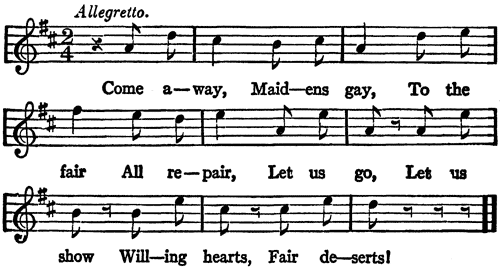 Allegretto.
2
4
Come a—way, Maid—ens gay, To the
fair All re—pair, Let us go, Let us
show Will—ing hearts, Fair de—serts!